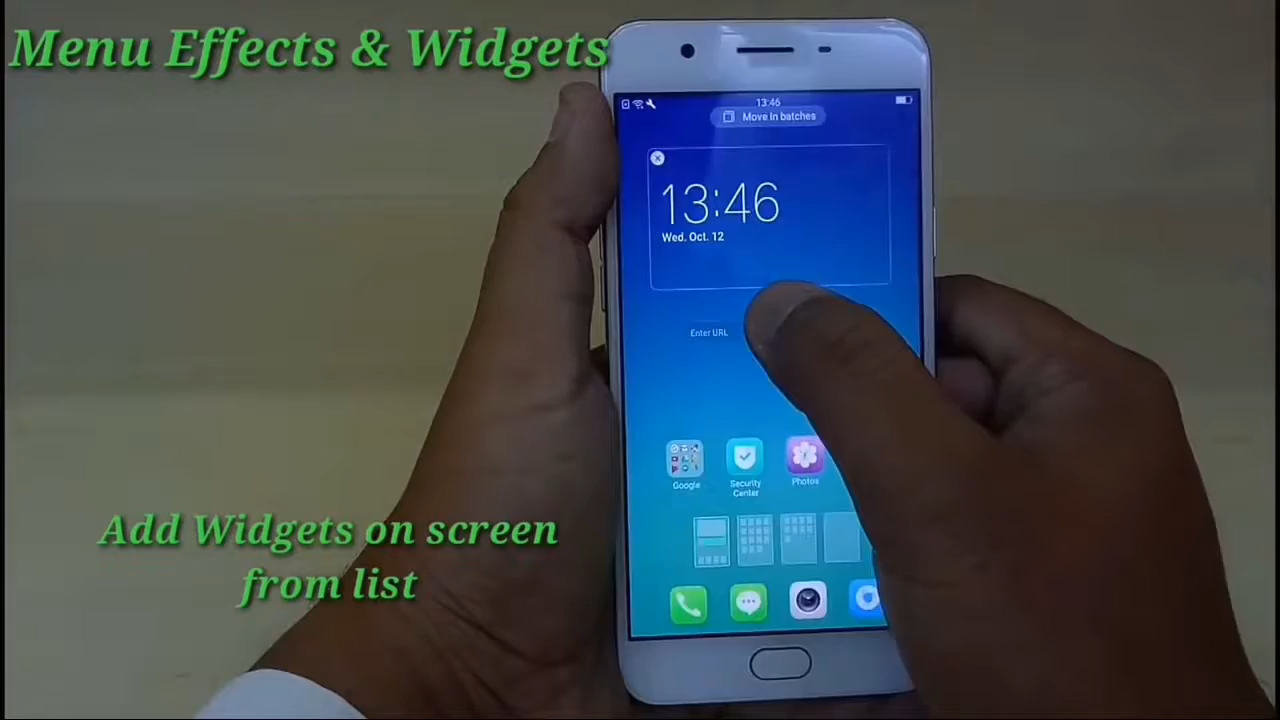 Menu Effects & Widgets
13:46
Move in batches
13:46
Wed. Oct. 12
Enter URL
Google
Security
Center
Photos
Add Widgets on screen
from list